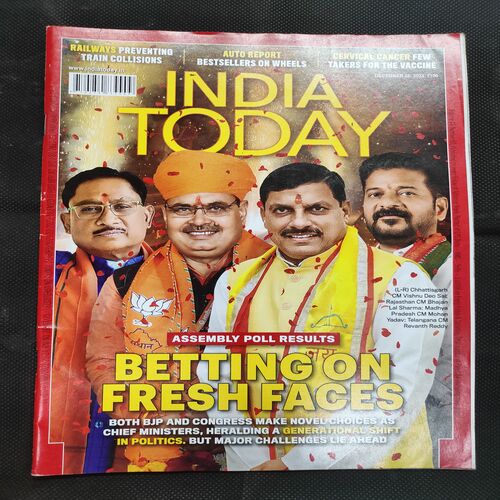 RAILWAYS PREVENTING
TRAIN COLLISIONS
AUTO REPORT
BESTSELLERS ON WHEELS
CERVICAL CANCER FEW
TAKERS FOR THE VACCINE
www.indiatoday.in
INDIA
TODAY
(L-R) Chhattisgarh
CM Vishnu Deo Sai;
Rajasthan CM Bhajan
Lal Sharma; Madhya
Pradesh CM Mohan
Yadav; Telangana CM
Revanth Reddy
ASSEMBLY POLL RESULTS
BETTING ON
FRESH FACES
BOTH BJP AND CONGRESS MAKE NOVEL CHOICES AS
CHIEF MINISTERS, HERALDING A GENERATIONAL SHIFT
IN POLITICS. BUT MAJOR CHALLENGES LIE AHEAD